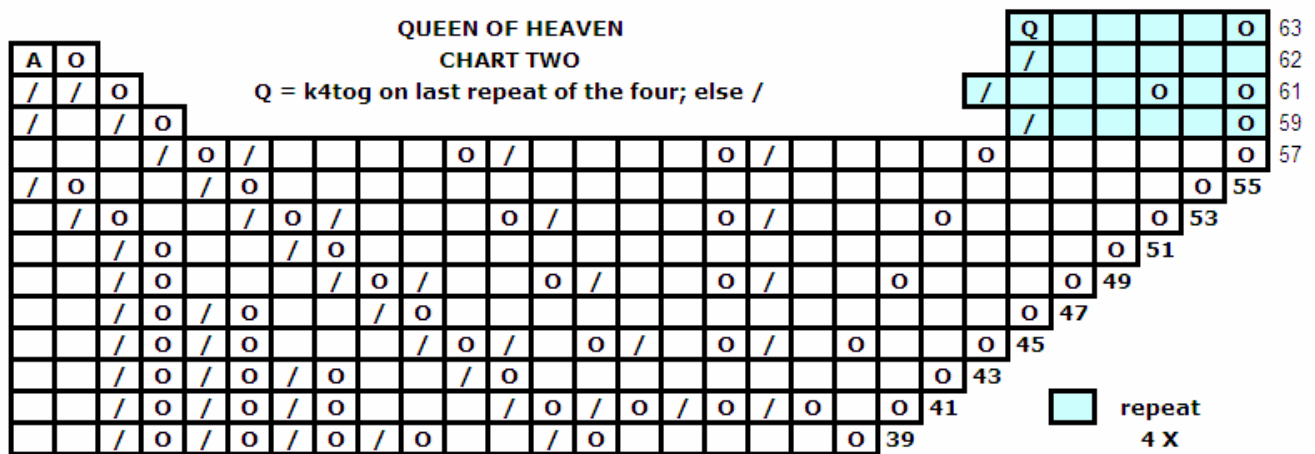 QUEEN OF HEAVEN Q O 63
A O CHART TWO / 62
/ / O Q = k4tog on last repeat of the four; else / / O O 61
/ / O / O 59
/ O / O / O / O O 57
/ O / O O 55
/ O / O / O / O / O O 53
/ O / O O 51
/ O / O / O / O / O O 49
/ O / O / O O 47
/ O / O / O / O / O / O O 45
/ O / O / O / O O 43
/ O / O / O / O / O / O / O O 41
/ O / O / O / O / O O 39
repeat
4 X